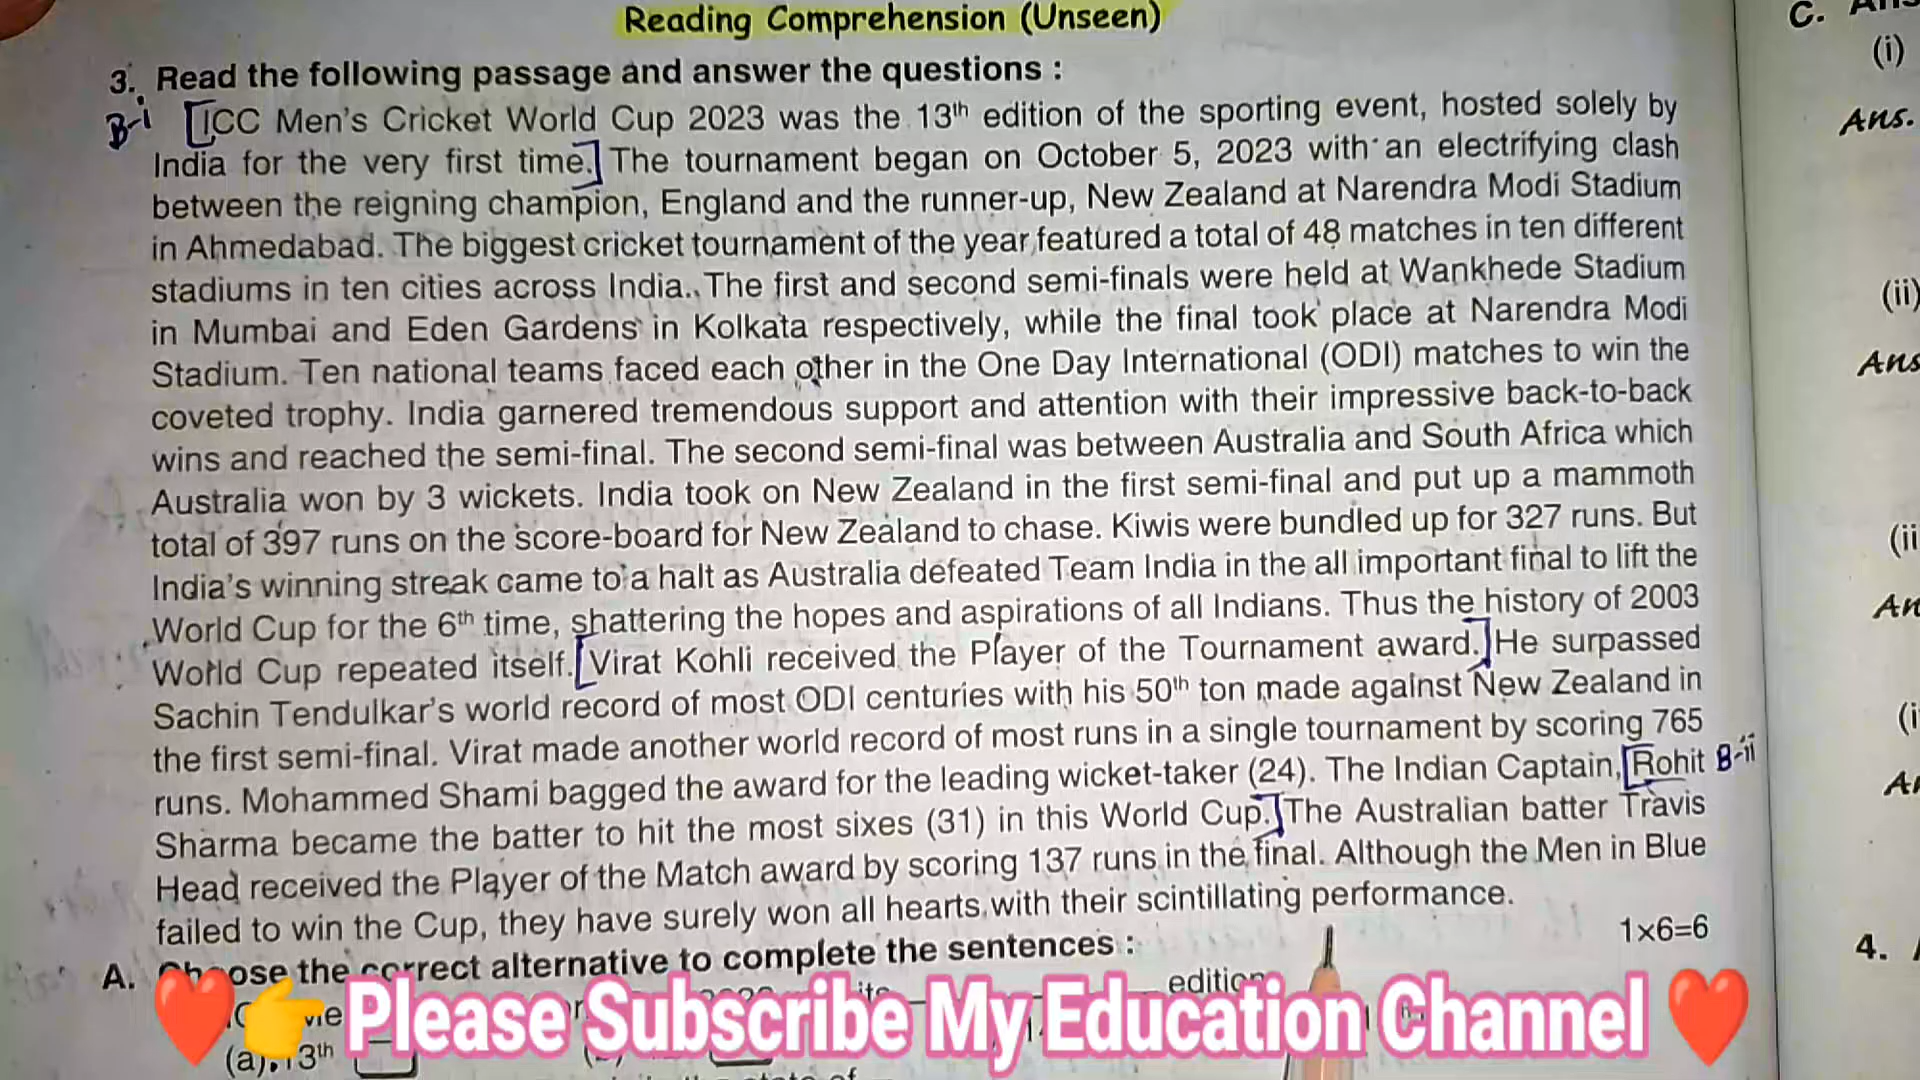 Reading Comprehension (Unseen)
3. Read the following passage and answer the questions :
B-i [ICC Men's Cricket World Cup 2023 was the 13th edition of the sporting event, hosted solely by
India for the very first time.] The tournament began on October 5, 2023 with an electrifying clash
between the reigning champion, England and the runner-up, New Zealand at Narendra Modi Stadium
in Ahmedabad. The biggest cricket tournament of the year featured a total of 48 matches in ten different
stadiums in ten cities across India. The first and second semi-finals were held at Wankhede Stadium
in Mumbai and Eden Gardens in Kolkata respectively, while the final took place at Narendra Modi
Stadium. Ten national teams faced each other in the One Day International (ODI) matches to win the
coveted trophy. India garnered tremendous support and attention with their impressive back-to-back
wins and reached the semi-final. The second semi-final was between Australia and South Africa which
Australia won by 3 wickets. India took on New Zealand in the first semi-final and put up a mammoth
total of 397 runs on the score-board for New Zealand to chase. Kiwis were bundled up for 327 runs. But
India's winning streak came to a halt as Australia defeated Team India in the all important final to lift the
World Cup for the 6th time, shattering the hopes and aspirations of all Indians. Thus the history of 2003
World Cup repeated itself. [Virat Kohli received the Player of the Tournament award.] He surpassed
Sachin Tendulkar's world record of most ODI centuries with his 50th ton made against New Zealand in
the first semi-final. Virat made another world record of most runs in a single tournament by scoring 765
runs. Mohammed Shami bagged the award for the leading wicket-taker (24). The Indian Captain, [Rohit B-ii
Sharma became the batter to hit the most sixes (31) in this World Cup.] The Australian batter Travis
Head received the Player of the Match award by scoring 137 runs in the final. Although the Men in Blue
failed to win the Cup, they have surely won all hearts with their scintillating performance.
A. Choose the correct alternative to complete the sentences : 1×6=6
edition
Please Subscribe My Education Channel
(a) 13th
C.
(i)
Ans.
(ii)
Ans
(ii
An
(i
A
4.